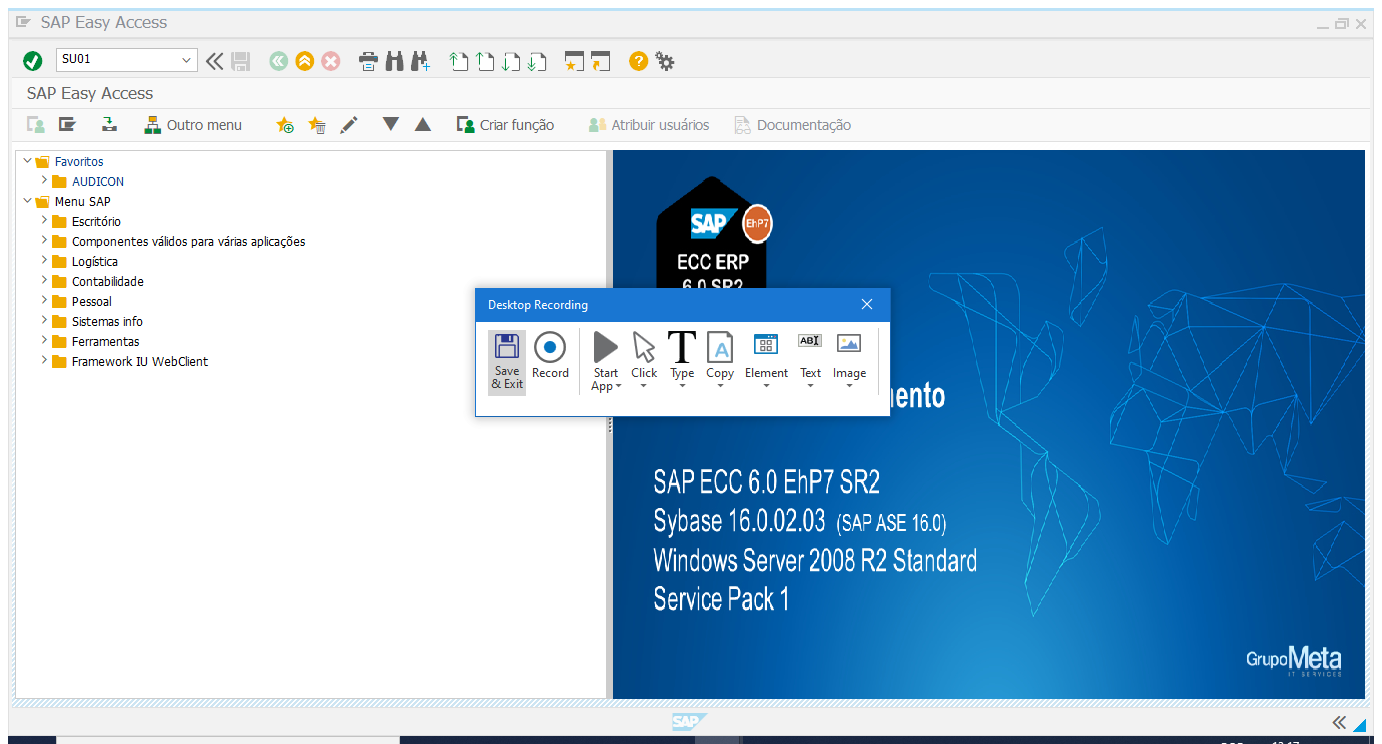 SAP Easy Access
SU01
SAP Easy Access
Outro menu
Criar função
Atribuir usuários
Documentação
Favoritos
AUDICON
Menu SAP
Escritório
Componentes válidos para várias aplicações
Logística
Contabilidade
Pessoal
Sistemas info
Ferramentas
Framework IU WebClient
SAP
EhP7
ECC ERP
6.0 SR2
Desktop Recording
Save & Exit
Record
Start App
Click
Type
Copy
Element
Text
Image
ento
SAP ECC 6.0 EhP7 SR2
Sybase 16.0.02.03 (SAP ASE 16.0)
Windows Server 2008 R2 Standard
Service Pack 1
GrupoMeta
IT SERVICES
SAP